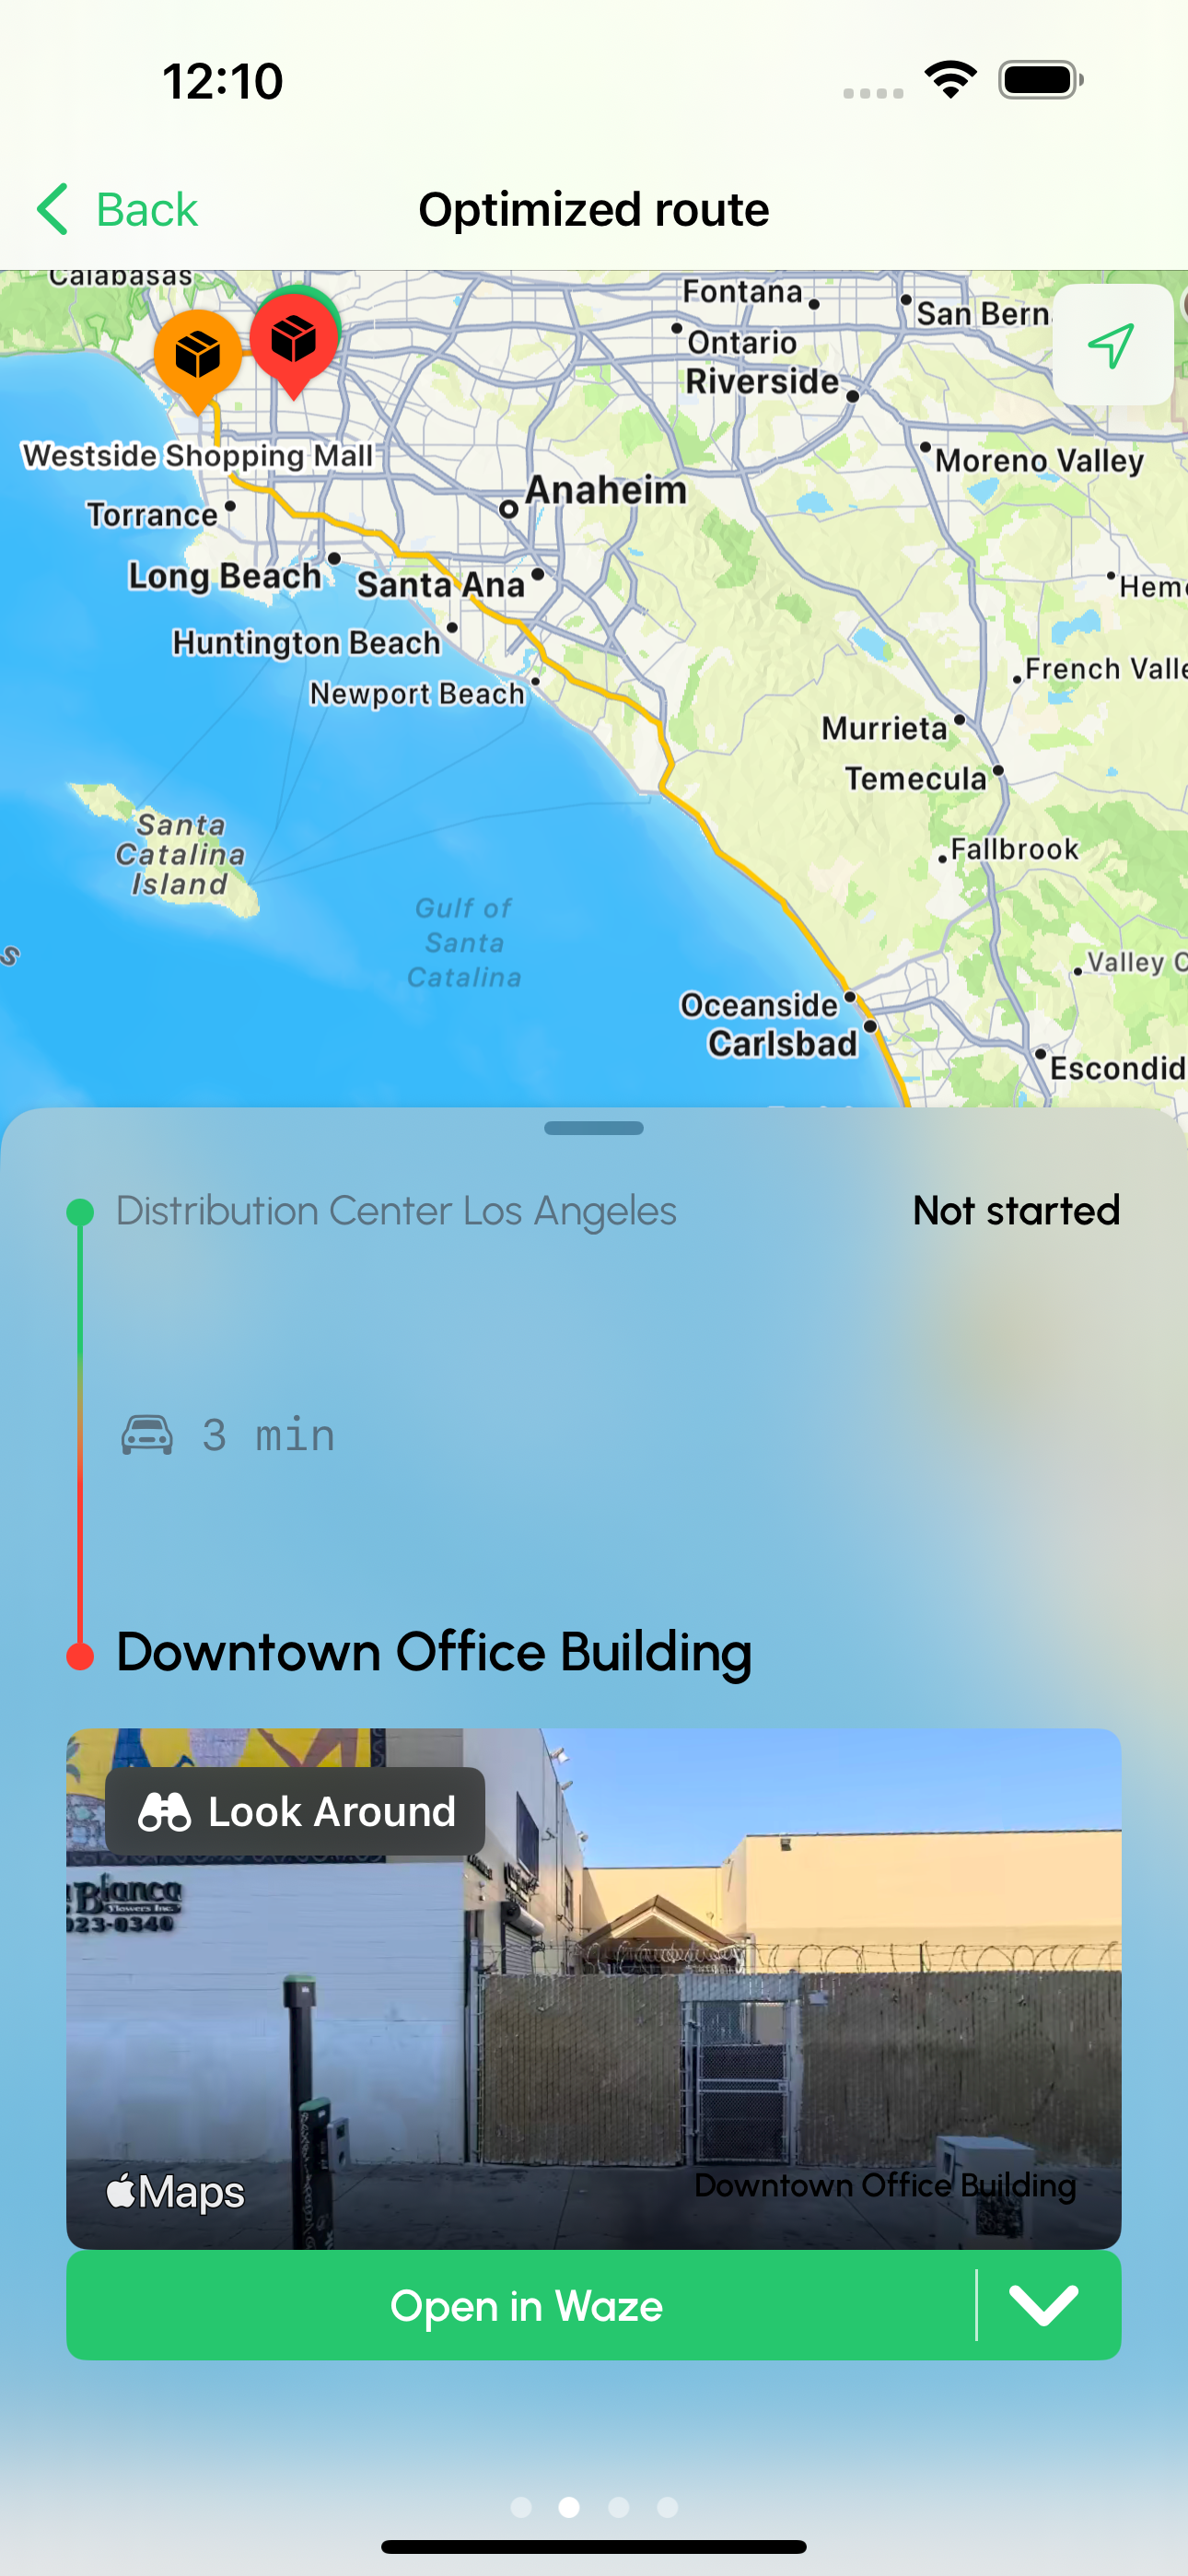 12:10
Back
Optimized route
Calabasas
Fontana
San Bern
Ontario
Riverside
Westside Shopping Mall
Moreno Valley
Anaheim
Torrance
Long Beach
Santa Ana
Heme
Huntington Beach
French Valle
Newport Beach
Murrieta
Temecula
Santa
Catalina
Island
Fallbrook
Gulf of
Santa
Catalina
s
Valley C
Oceanside
Carlsbad
Escondid
Distribution Center Los Angeles
Not started
3 min
Downtown Office Building
Look Around
Bianca
Flowers Inc.
023-0340
Maps
Downtown Office Building
Open in Waze